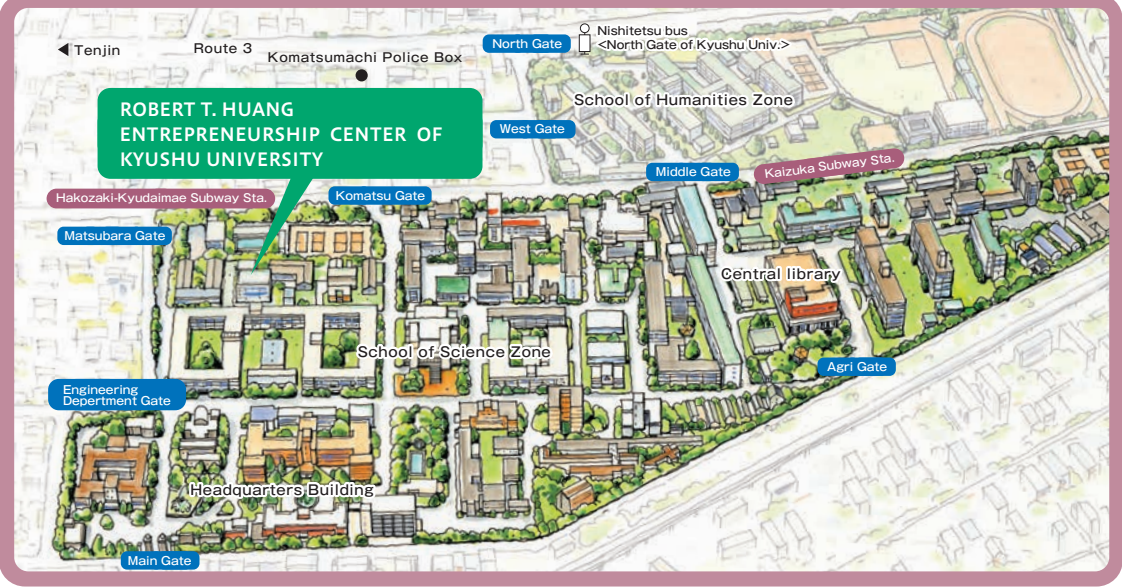 Tenjin
Route 3
Komatsumachi Police Box
North Gate
Nishitetsu bus
<North Gate of Kyushu Univ.>
School of Humanities Zone
West Gate
ROBERT T. HUANG
ENTREPRENEURSHIP CENTER OF
KYUSHU UNIVERSITY
Middle Gate
Kaizuka Subway Sta.
Hakozaki-Kyudaimae Subway Sta.
Komatsu Gate
Matsubara Gate
Central library
School of Science Zone
Agri Gate
Engineering
Depertment Gate
Headquarters Building
Main Gate